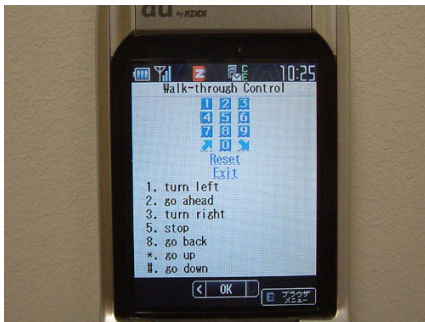 au by KDDI
10:25
Walk-through Control
1 2 3
4 5 6
7 8 9
0
Reset
Exit
1. turn left
2. go ahead
3. turn right
5. stop
8. go back
*. go up
#. go down
OK
ブラウザ
メニュー